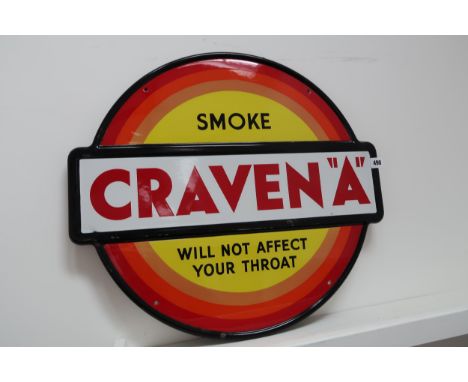 SMOKE
CRAVEN "A"
WILL NOT AFFECT
YOUR THROAT